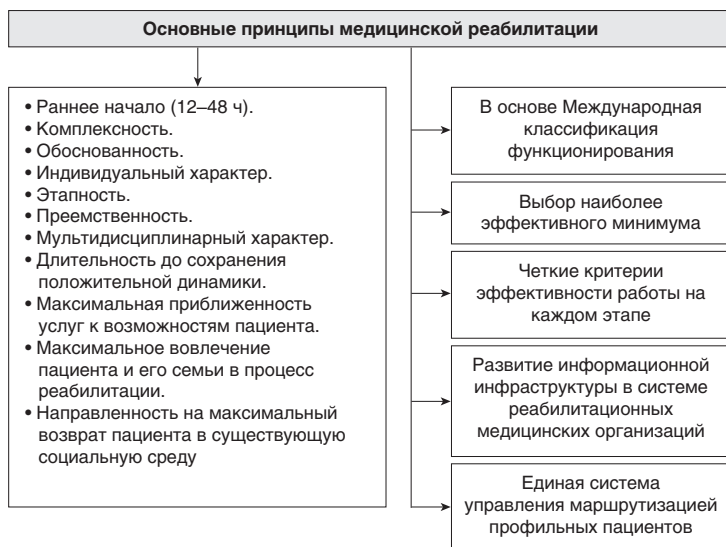 Основные принципы медицинской реабилитации
• Раннее начало (12–48 ч).
• Комплексность.
• Обоснованность.
• Индивидуальный характер.
• Этапность.
• Преемственность.
• Мультидисциплинарный характер.
• Длительность до сохранения
положительной динамики.
• Максимальная приближенность
услуг к возможностям пациента.
• Максимальное вовлечение
пациента и его семьи в процесс
реабилитации.
• Направленность на максимальный
возврат пациента в существующую
социальную среду
В основе Международная
классификация
функционирования
Выбор наиболее
эффективного минимума
Четкие критерии
эффективности работы на
каждом этапе
Развитие информационной
инфраструктуры в системе
реабилитационных
медицинских организаций
Единая система
управления маршрутизацией
профильных пациентов